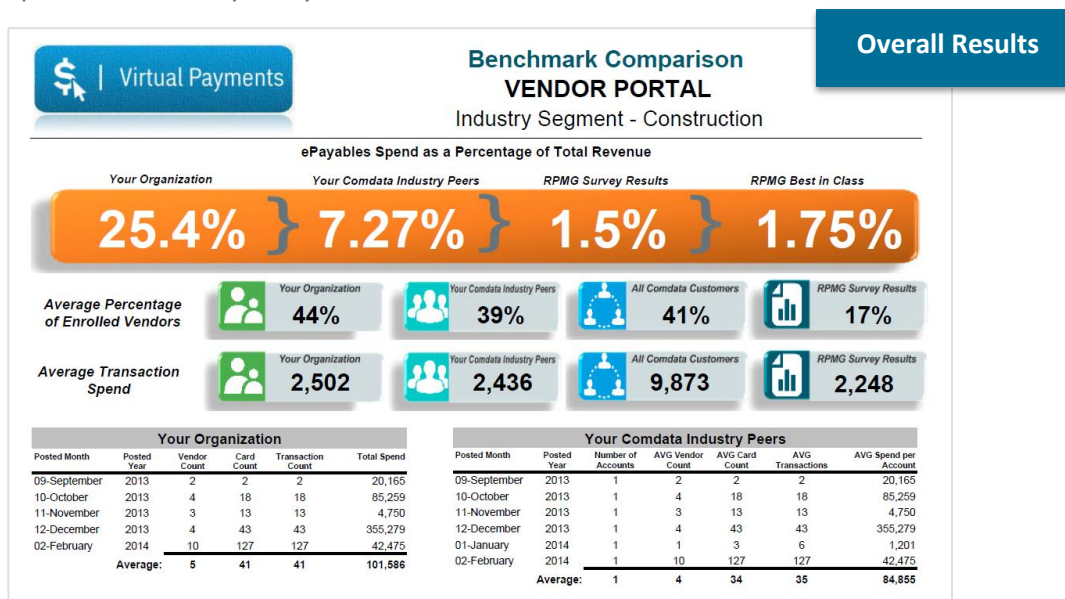 Overall Results
$ | Virtual Payments
Benchmark Comparison
VENDOR PORTAL
Industry Segment - Construction
ePayables Spend as a Percentage of Total Revenue
Your Organization Your Comdata Industry Peers RPMG Survey Results RPMG Best in Class
25.4% } 7.27% } 1.5% } 1.75%
Average Percentage of Enrolled Vendors
Your Organization Your Comdata Industry Peers All Comdata Customers RPMG Survey Results
44% 39% 41% 17%
Average Transaction Spend
Your Organization Your Comdata Industry Peers All Comdata Customers RPMG Survey Results
2,502 2,436 9,873 2,248
Your Organization
Posted Month Posted Year Vendor Count Card Count Transaction Count Total Spend
09-September 2013 2 2 2 20,165
10-October 2013 4 18 18 85,259
11-November 2013 3 13 13 4,750
12-December 2013 4 43 43 355,279
02-February 2014 10 127 127 42,475
Average: 5 41 41 101,586
Your Comdata Industry Peers
Posted Month Posted Year Number of Accounts AVG Vendor Count AVG Card Count AVG Transactions AVG Spend per Account
09-September 2013 1 2 2 2 20,165
10-October 2013 1 4 18 18 85,259
11-November 2013 1 3 13 13 4,750
12-December 2013 1 4 43 43 355,279
01-January 2014 1 1 3 6 1,201
02-February 2014 1 10 127 127 42,475
Average: 1 4 34 35 84,855